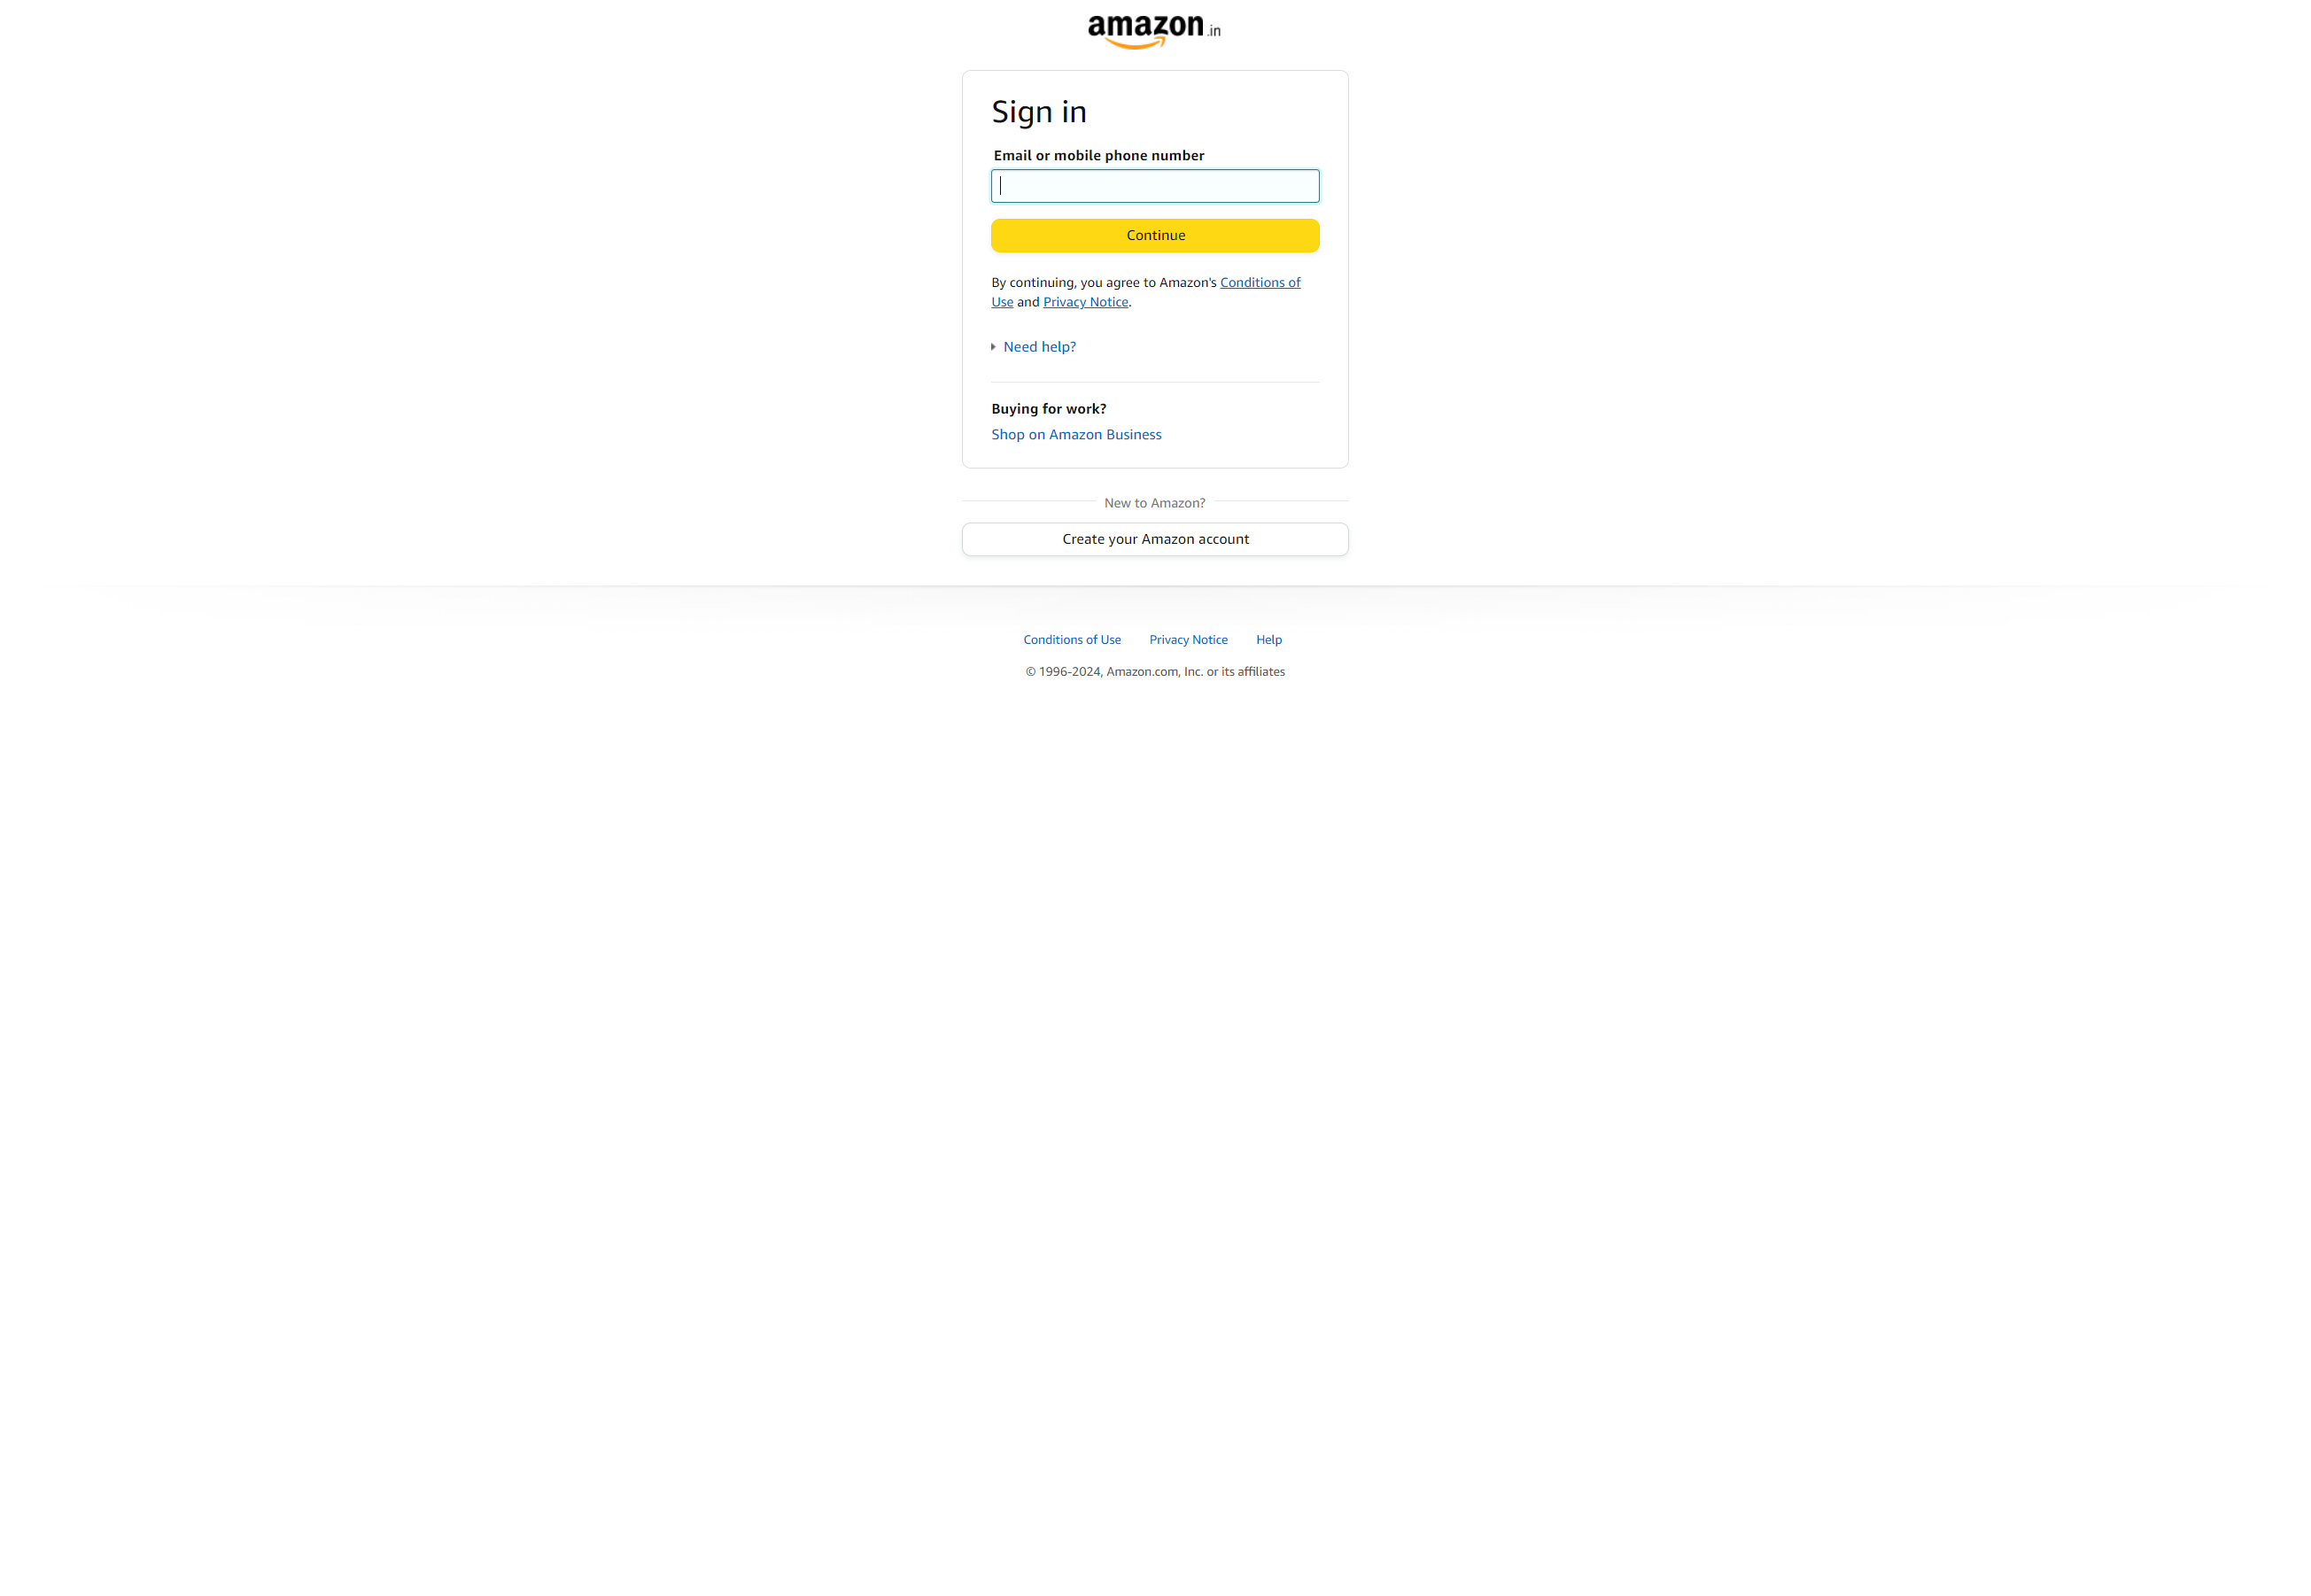 amazon.in
Sign in
Email or mobile phone number
Continue
By continuing, you agree to Amazon's Conditions of
Use and Privacy Notice.
Need help?
Buying for work?
Shop on Amazon Business
New to Amazon?
Create your Amazon account
Conditions of Use Privacy Notice Help
© 1996-2024, Amazon.com, Inc. or its affiliates